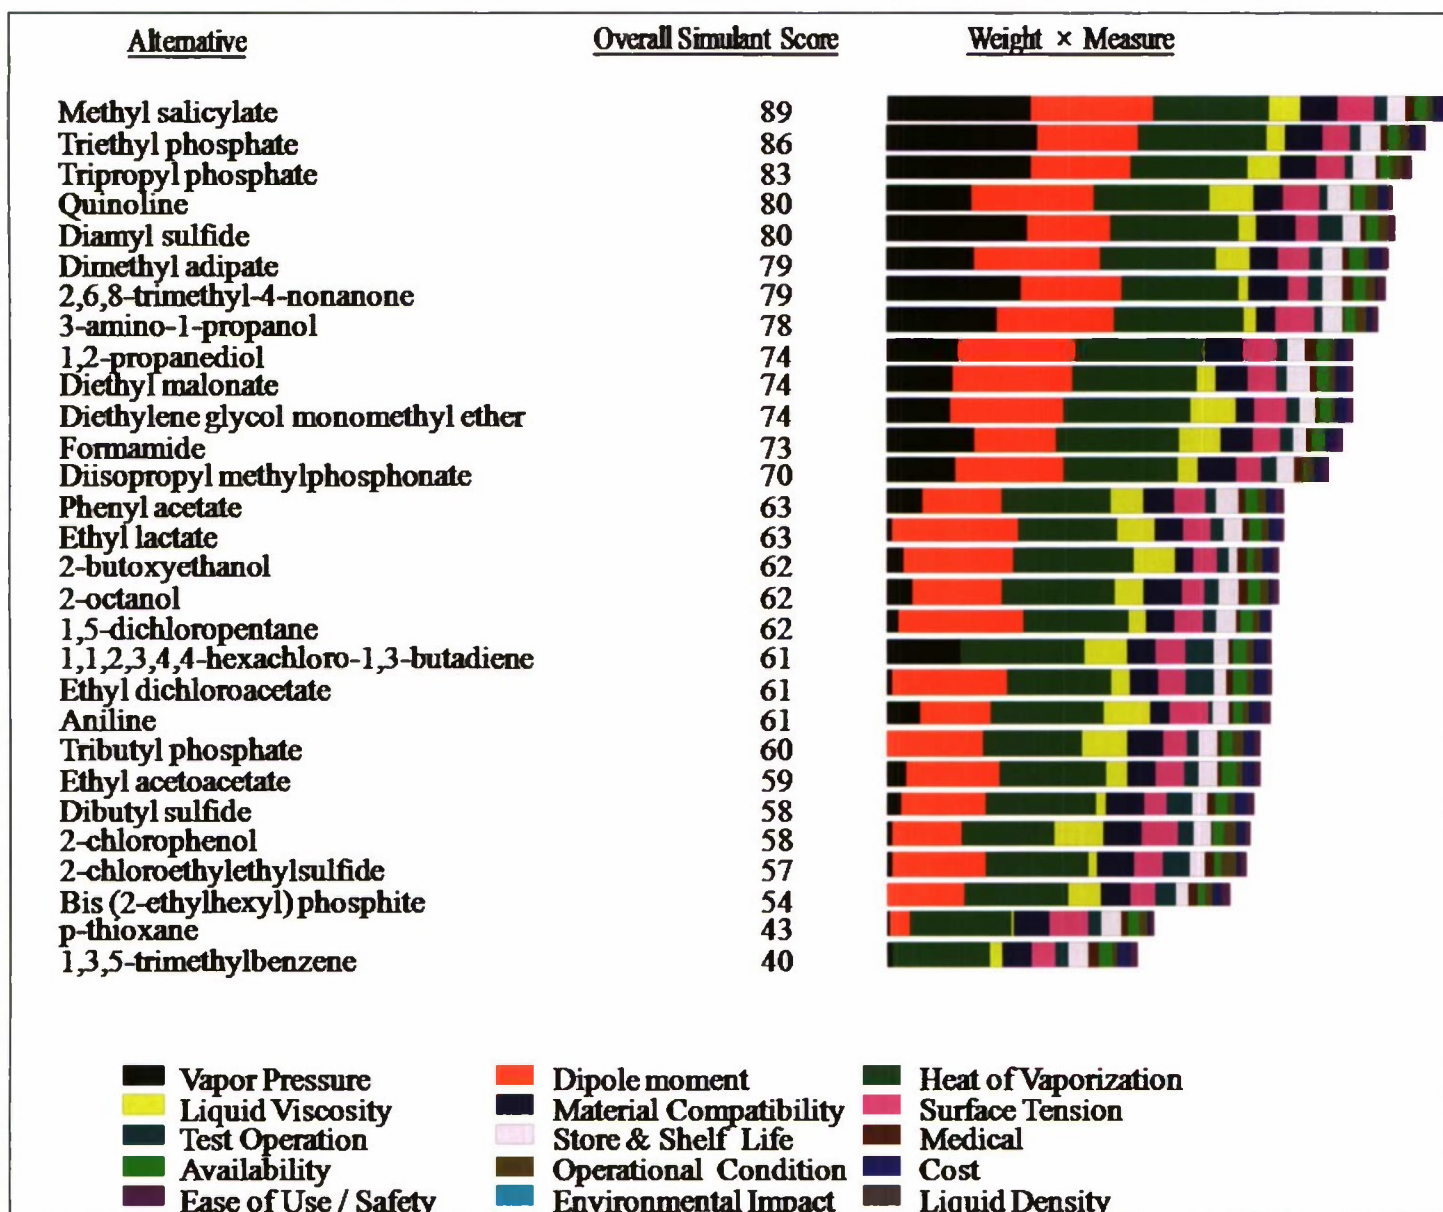 Alternative Overall Simulant Score Weight × Measure
Methyl salicylate 89
Triethyl phosphate 86
Tripropyl phosphate 83
Quinoline 80
Diamyl sulfide 80
Dimethyl adipate 79
2,6,8-trimethyl-4-nonanone 79
3-amino-1-propanol 78
1,2-propanediol 74
Diethyl malonate 74
Diethylene glycol monomethyl ether 74
Formamide 73
Diisopropyl methylphosphonate 70
Phenyl acetate 63
Ethyl lactate 63
2-butoxyethanol 62
2-octanol 62
1,5-dichloropentane 62
1,1,2,3,4,4-hexachloro-1,3-butadiene 61
Ethyl dichloroacetate 61
Aniline 61
Tributyl phosphate 60
Ethyl acetoacetate 59
Dibutyl sulfide 58
2-chlorophenol 58
2-chloroethylethylsulfide 57
Bis (2-ethylhexyl) phosphite 54
p-thioxane 43
1,3,5-trimethylbenzene 40
Vapor Pressure Dipole moment Heat of Vaporization
Liquid Viscosity Material Compatibility Surface Tension
Test Operation Store & Shelf Life Medical
Availability Operational Condition Cost
Ease of Use / Safety Environmental Impact Liquid Density